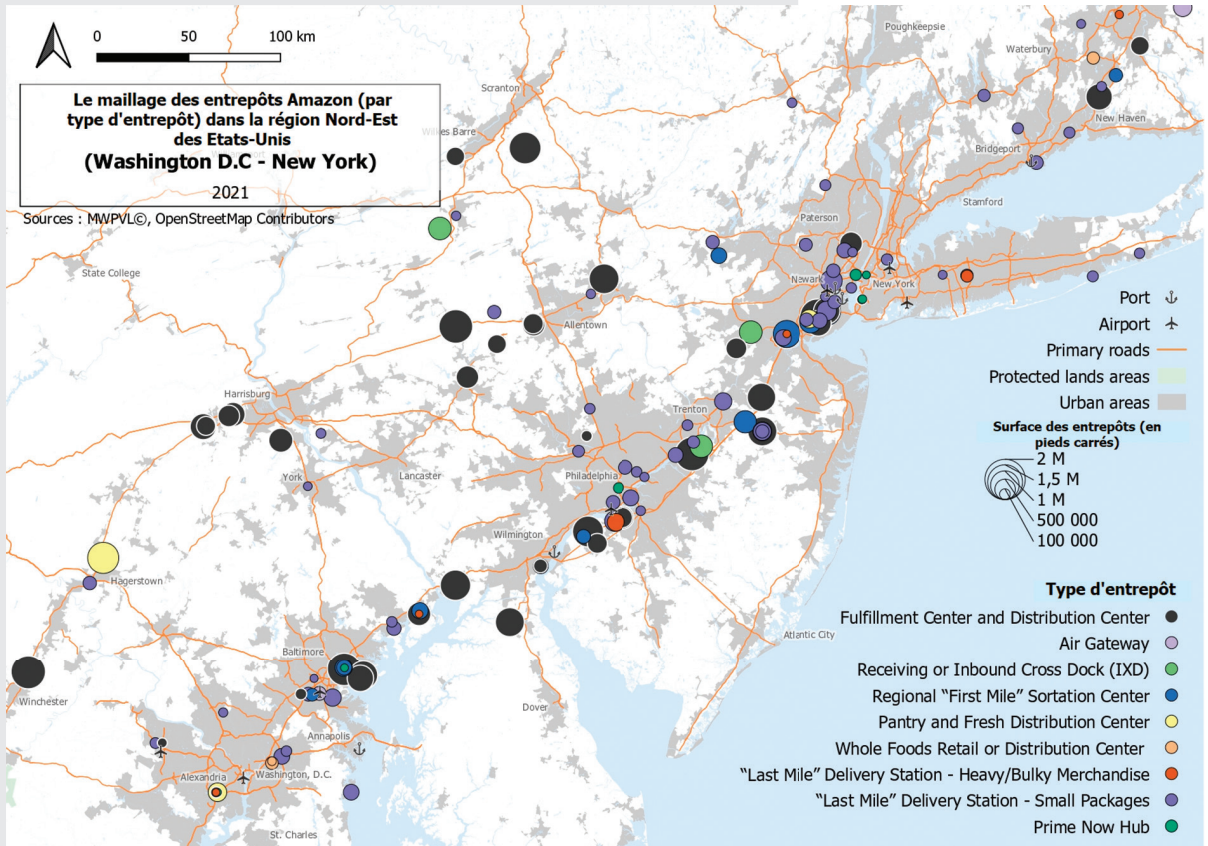 0 50 100 km
Le maillage des entrepôts Amazon (par
type d'entrepôt) dans la région Nord-Est
des Etats-Unis
(Washington D.C - New York)
2021
Sources : MWPVL©, OpenStreetMap Contributors
Poughkeepsie
Waterbury
Scranton
Wilkes Barre
New Haven
Bridgeport
Stamford
Paterson
State College
Newark
New York
Allentown
Harrisburg
Trenton
York
Lancaster
Philadelphia
Wilmington
Hagerstown
Atlantic City
Baltimore
Winchester
Dover
Annapolis
Alexandria
Washington, D.C.
St. Charles
Port
Airport
Primary roads
Protected lands areas
Urban areas
Surface des entrepôts (en
pieds carrés)
2 M
1,5 M
1 M
500 000
100 000
Type d'entrepôt
Fulfillment Center and Distribution Center
Air Gateway
Receiving or Inbound Cross Dock (IXD)
Regional “First Mile” Sortation Center
Pantry and Fresh Distribution Center
Whole Foods Retail or Distribution Center
“Last Mile” Delivery Station - Heavy/Bulky Merchandise
“Last Mile” Delivery Station - Small Packages
Prime Now Hub